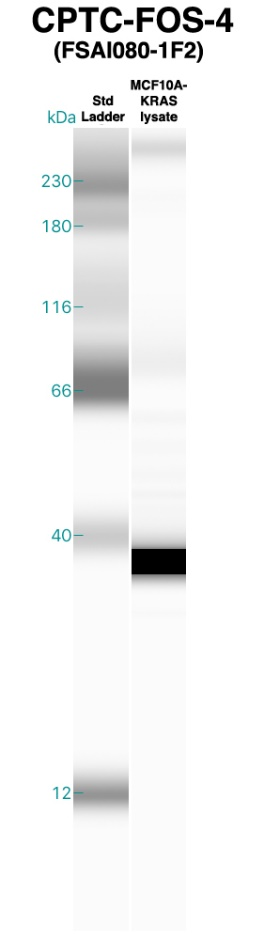 CPTC-FOS-4
(FSAI080-1F2)
MCF10A-
Std KRAS
kDa Ladder lysate
230
180
116
66
40
12